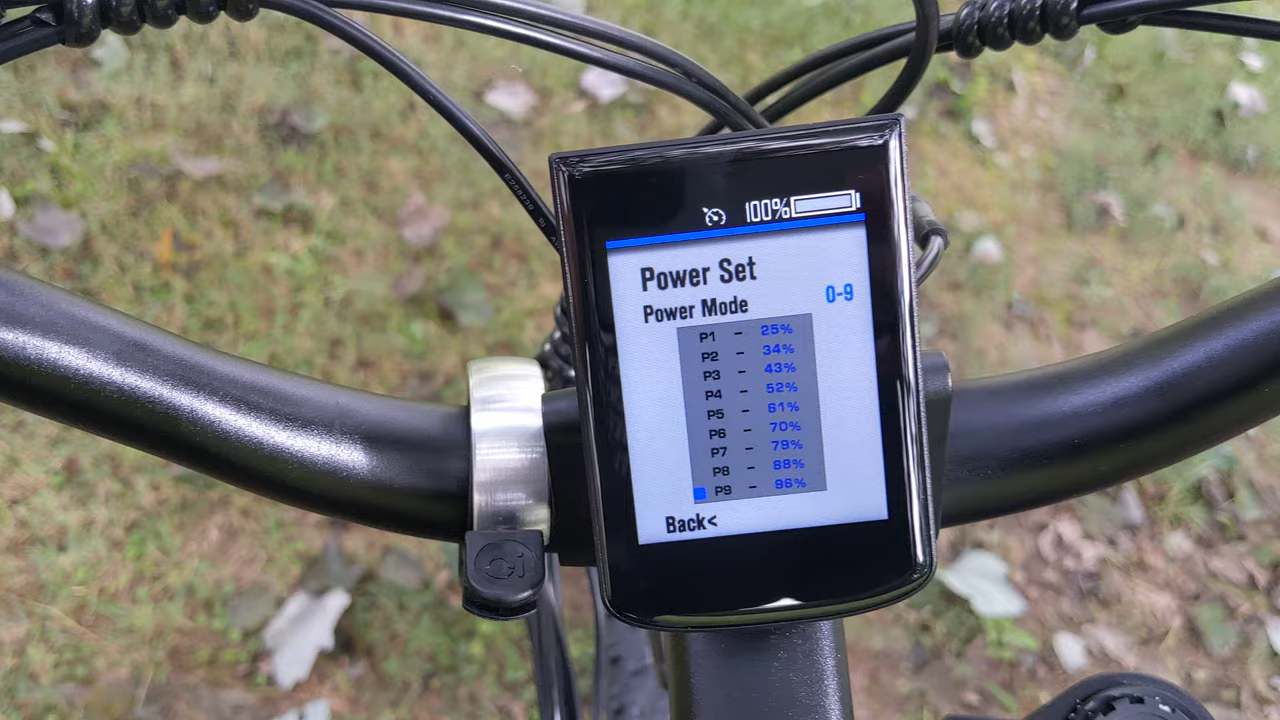 100%
Power Set
Power Mode 0-9
P1 - 25%
P2 - 34%
P3 - 43%
P4 - 52%
P5 - 61%
P6 - 70%
P7 - 79%
P8 - 88%
P9 - 96%
Back<
E258239